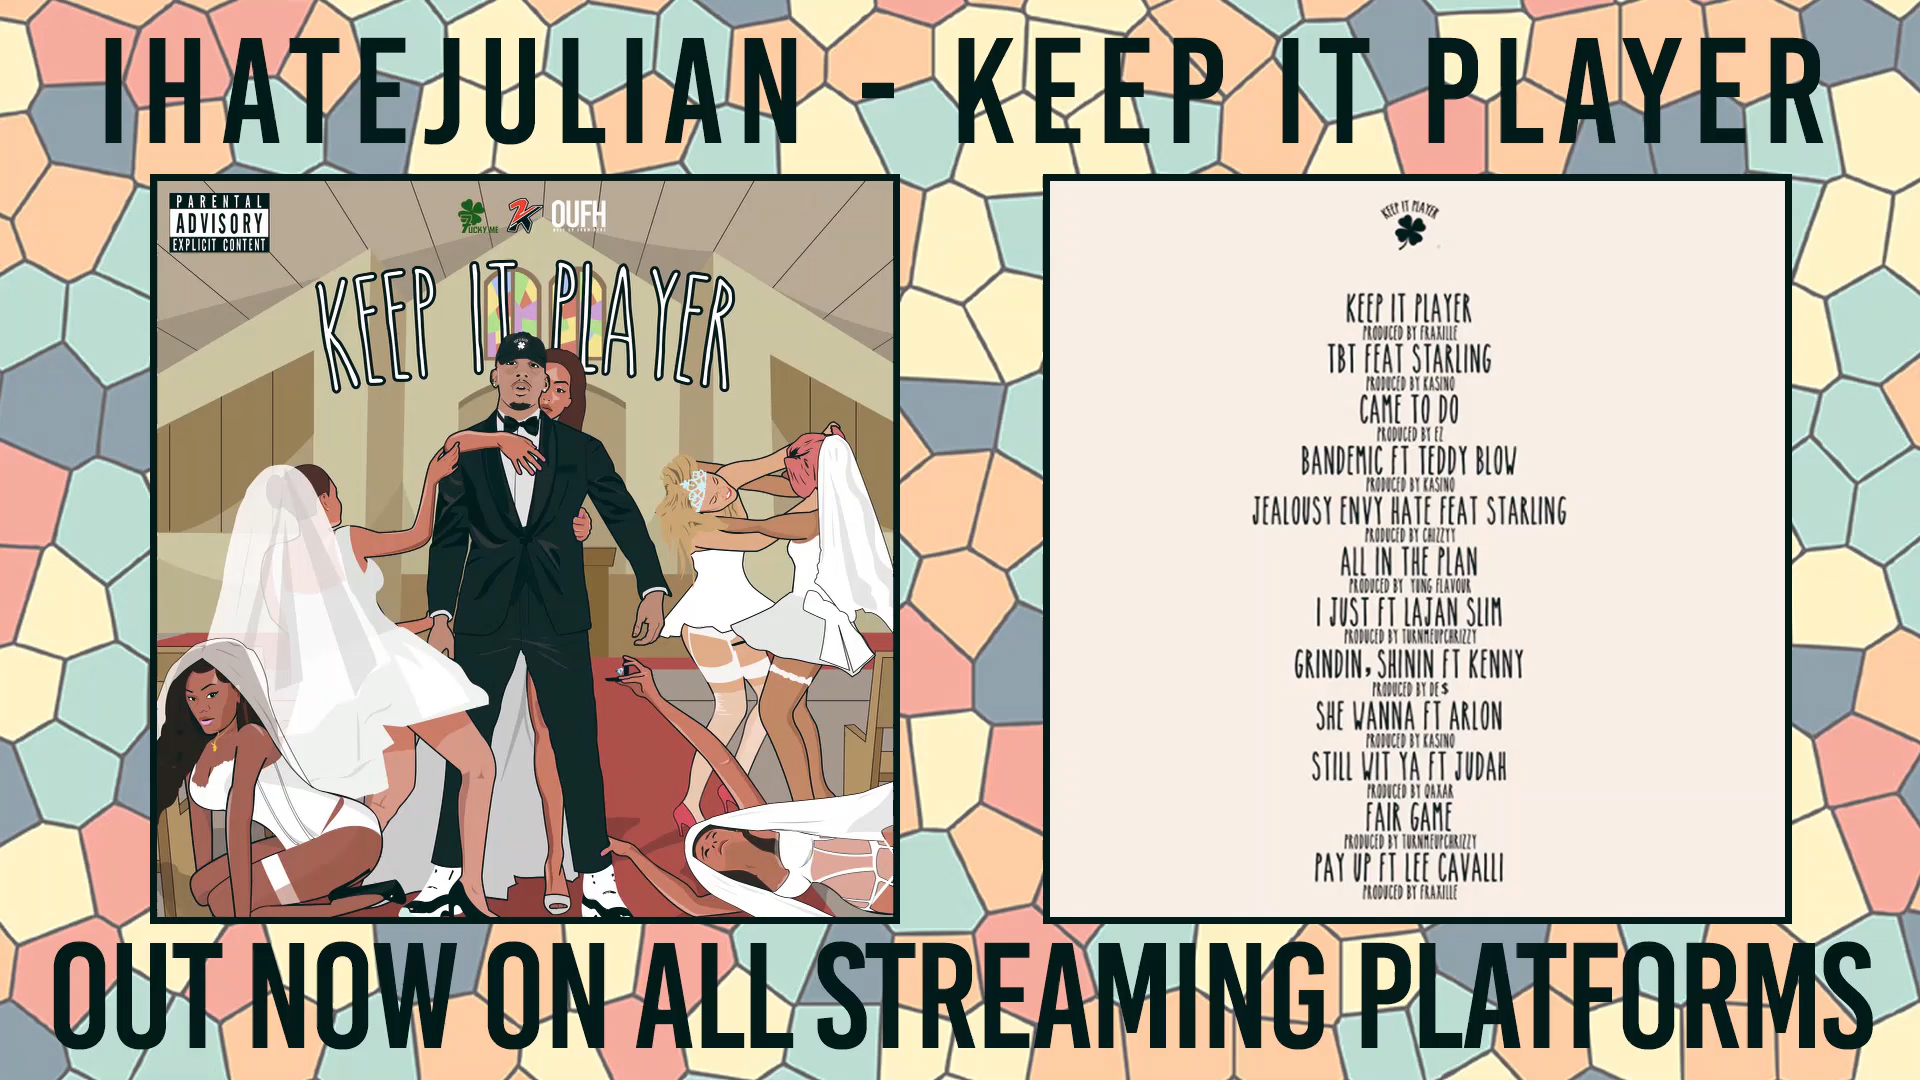 IHATEJULIAN - KEEP IT PLAYER
PARENTAL
ADVISORY
EXPLICIT CONTENT
7UCKY ME
2K
OUFH
KEEP IT PLAYER
KEEP IT PLAYER
KEEP IT PLAYER
PRODUCED BY FRAXILLE
TBT FEAT STARLING
PRODUCED BY KASINO
CAME TO DO
PRODUCED BY EZ
BANDEMIC FT TEDDY BLOW
PRODUCED BY KASINO
JEALOUSY ENVY HATE FEAT STARLING
PRODUCED BY CHIZZYY
ALL IN THE PLAN
PRODUCED BY YUNG FLAVOUR
I JUST FT LAJAN SLIM
PRODUCED BY TURNMEUPCHRIZZY
GRINDIN, SHININ FT KENNY
PRODUCED BY DE$
SHE WANNA FT ARLON
PRODUCED BY KASINO
STILL WIT YA FT JUDAH
PRODUCED BY QAXAR
FAIR GAME
PRODUCED BY TURNMEUPCHRIZZY
PAY UP FT LEE CAVALLI
PRODUCED BY FRAXILLE
OUT NOW ON ALL STREAMING PLATFORMS